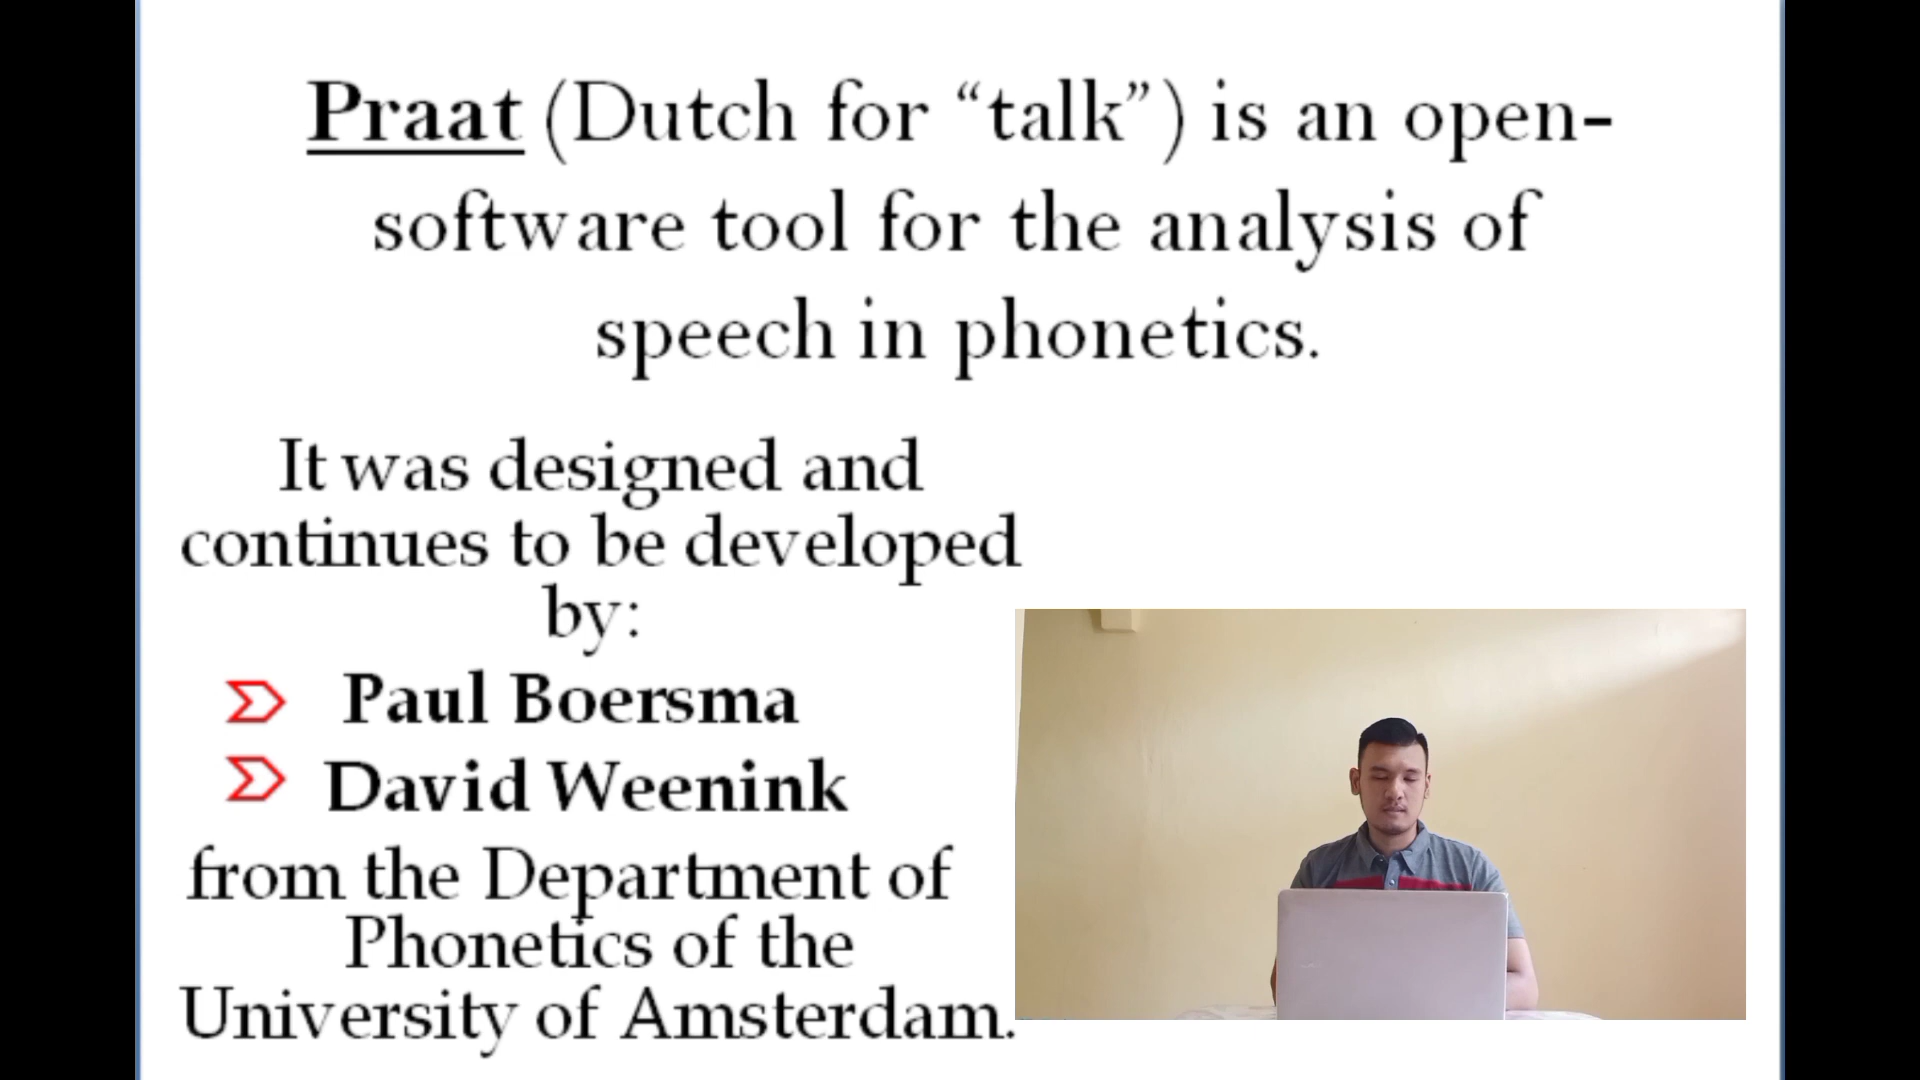 Praat (Dutch for “talk”) is an open-
software tool for the analysis of
speech in phonetics.
It was designed and
continues to be developed
by:
Paul Boersma
David Weenink
from the Department of
Phonetics of the
University of Amsterdam.